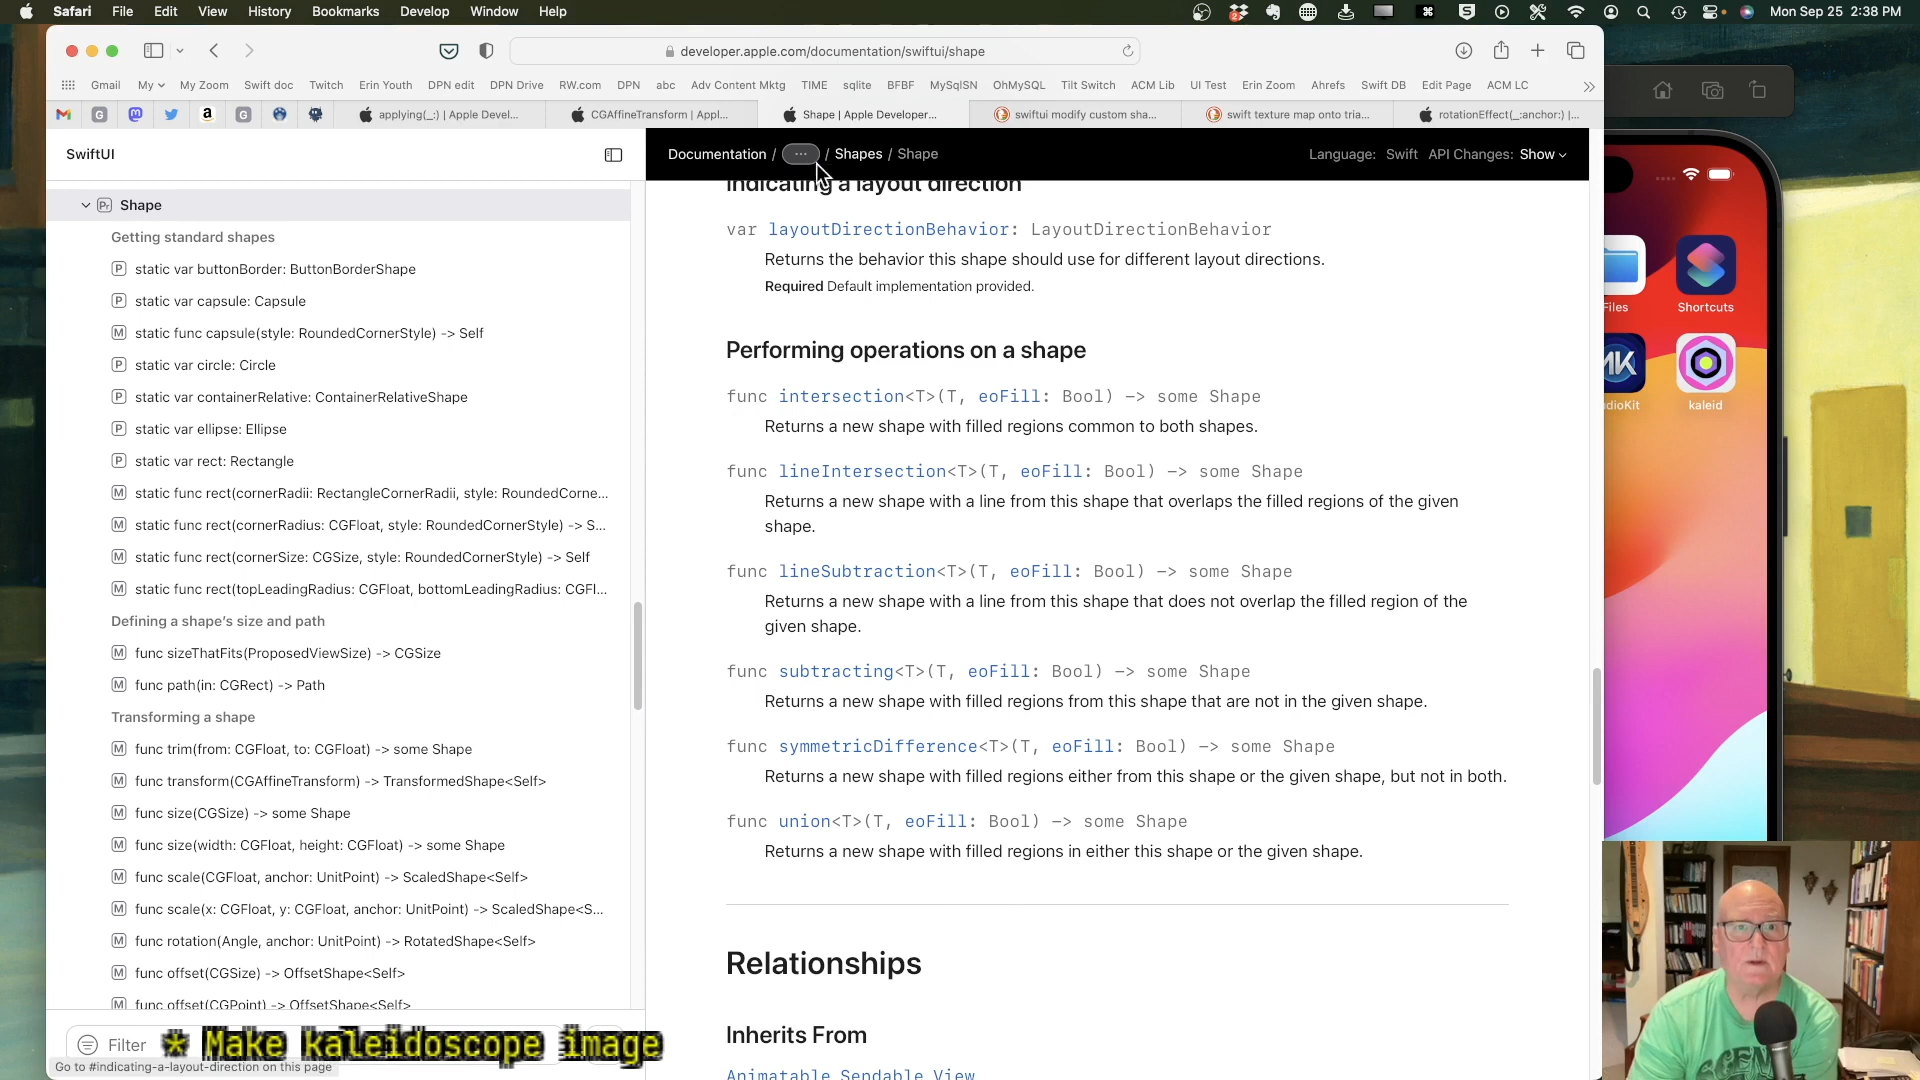 Safari File Edit View History Bookmarks Develop Window Help
Mon Sep 25 2:38 PM
developer.apple.com/documentation/swiftui/shape
Gmail My My Zoom Swift doc Twitch Erin Youth DPN edit DPN Drive RW.com DPN abc Adv Content Mktg TIME sqlite BFBF MySqlSN OhMySQL Tilt Switch ACM Lib UI Test Erin Zoom Ahrefs Swift DB Edit Page ACM LC
applying(_:) | Apple Devel...
CGAffineTransform | Appl...
Shape | Apple Developer...
swiftui modify custom sha...
swift texture map onto tria...
rotationEffect(_:anchor:) |...
SwiftUI
Documentation / ... / Shapes / Shape
Language: Swift API Changes: Show
Shape
Getting standard shapes
static var buttonBorder: ButtonBorderShape
static var capsule: Capsule
static func capsule(style: RoundedCornerStyle) -> Self
static var circle: Circle
static var containerRelative: ContainerRelativeShape
static var ellipse: Ellipse
static var rect: Rectangle
static func rect(cornerRadii: RectangleCornerRadii, style: RoundedCorne...
static func rect(cornerRadius: CGFloat, style: RoundedCornerStyle) -> S...
static func rect(cornerSize: CGSize, style: RoundedCornerStyle) -> Self
static func rect(topLeadingRadius: CGFloat, bottomLeadingRadius: CGFl...
Defining a shape's size and path
func sizeThatFits(ProposedViewSize) -> CGSize
func path(in: CGRect) -> Path
Transforming a shape
func trim(from: CGFloat, to: CGFloat) -> some Shape
func transform(CGAffineTransform) -> TransformedShape<Self>
func size(CGSize) -> some Shape
func size(width: CGFloat, height: CGFloat) -> some Shape
func scale(CGFloat, anchor: UnitPoint) -> ScaledShape<Self>
func scale(x: CGFloat, y: CGFloat, anchor: UnitPoint) -> ScaledShape<S...
func rotation(Angle, anchor: UnitPoint) -> RotatedShape<Self>
func offset(CGSize) -> OffsetShape<Self>
func offset(CGPoint) -> OffsetShape<Self>
Filter
* Make kaleidoscope image
Go to #indicating-a-layout-direction on this page
Indicating a layout direction
var layoutDirectionBehavior: LayoutDirectionBehavior
Returns the behavior this shape should use for different layout directions.
Required Default implementation provided.
Performing operations on a shape
func intersection<T>(T, eoFill: Bool) -> some Shape
Returns a new shape with filled regions common to both shapes.
func lineIntersection<T>(T, eoFill: Bool) -> some Shape
Returns a new shape with a line from this shape that overlaps the filled regions of the given
shape.
func lineSubtraction<T>(T, eoFill: Bool) -> some Shape
Returns a new shape with a line from this shape that does not overlap the filled region of the
given shape.
func subtracting<T>(T, eoFill: Bool) -> some Shape
Returns a new shape with filled regions from this shape that are not in the given shape.
func symmetricDifference<T>(T, eoFill: Bool) -> some Shape
Returns a new shape with filled regions either from this shape or the given shape, but not in both.
func union<T>(T, eoFill: Bool) -> some Shape
Returns a new shape with filled regions in either this shape or the given shape.
Relationships
Inherits From
Animatable Sendable View
Files
Shortcuts
dioKit
kaleid